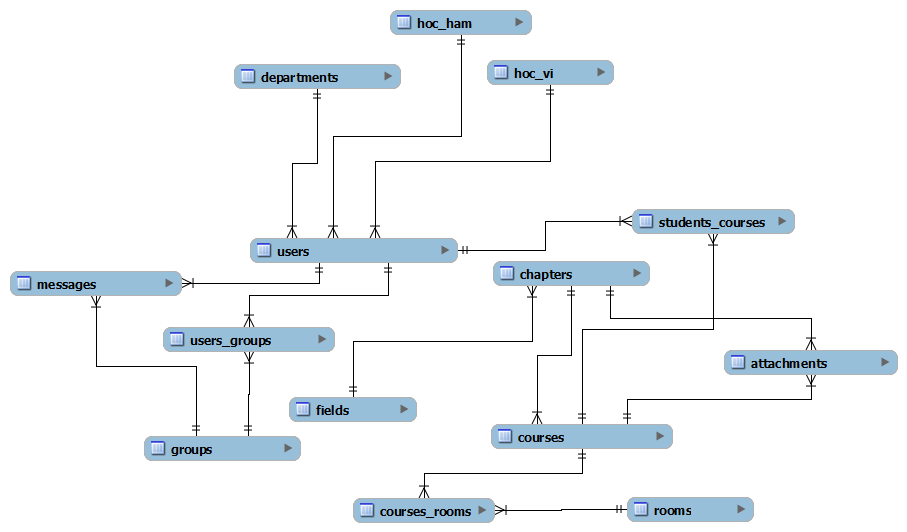 hoc_ham
departments
hoc_vi
students_courses
users
chapters
messages
users_groups
attachments
fields
courses
groups
courses_rooms
rooms